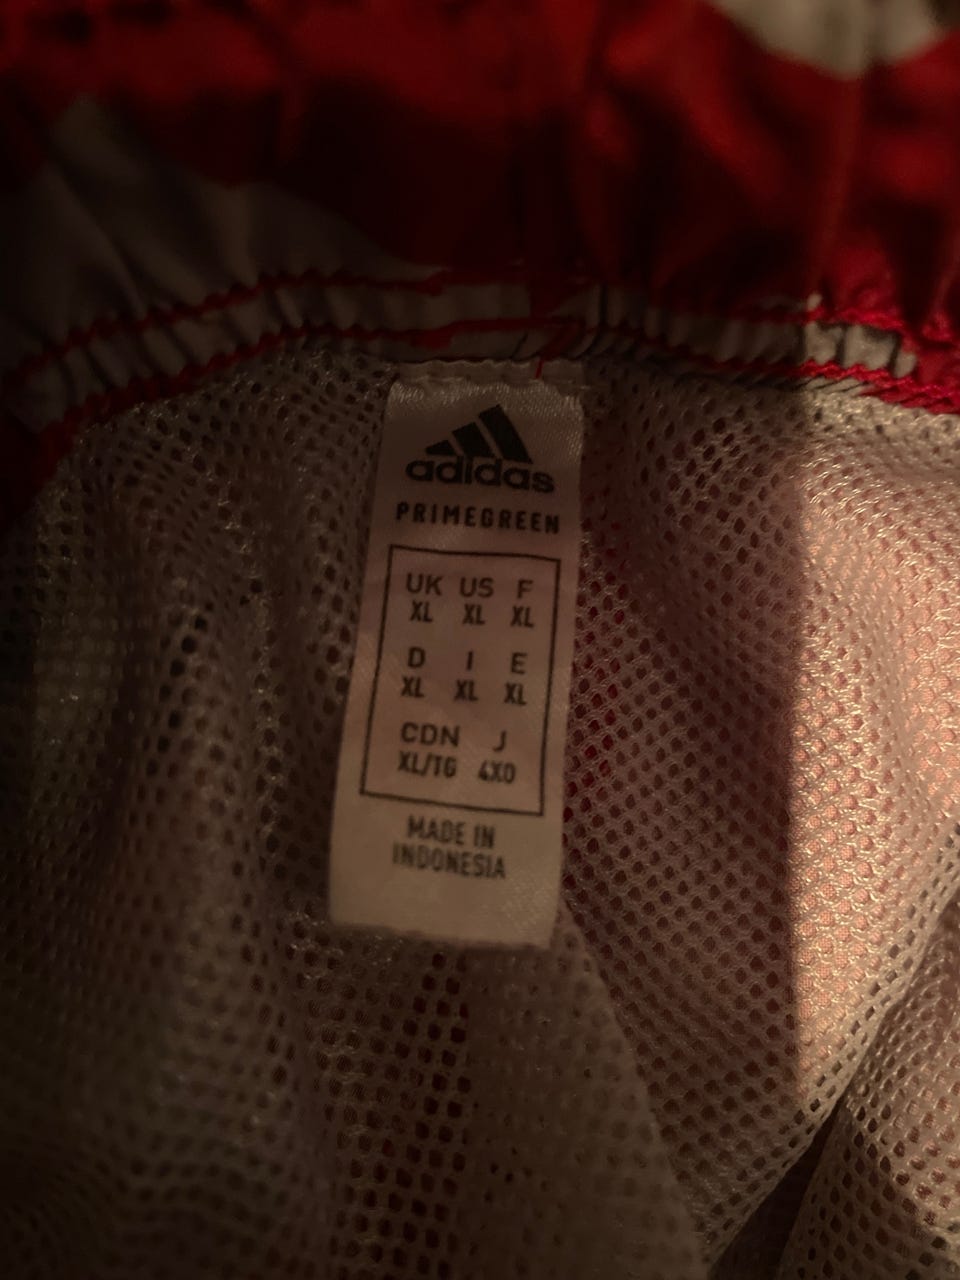 adidas
PRIMEGREEN
UK US F
XL XL XL
D I E
XL XL XL
CDN J
XL/TG 4XO
MADE IN
INDONESIA